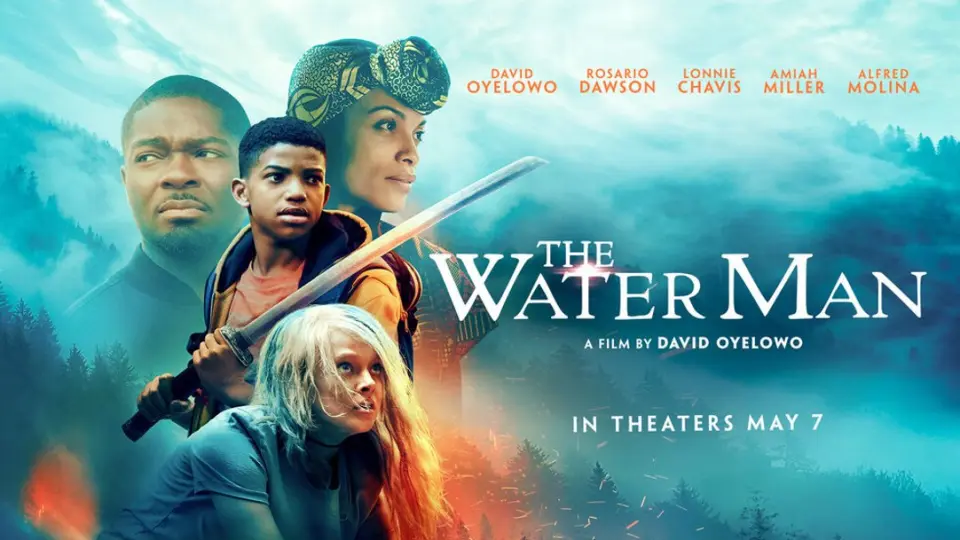 DAVID OYELOWO
ROSARIO DAWSON
LONNIE CHAVIS
AMIAH MILLER
ALFRED MOLINA
THE
WATER MAN
A FILM BY DAVID OYELOWO
IN THEATERS MAY 7